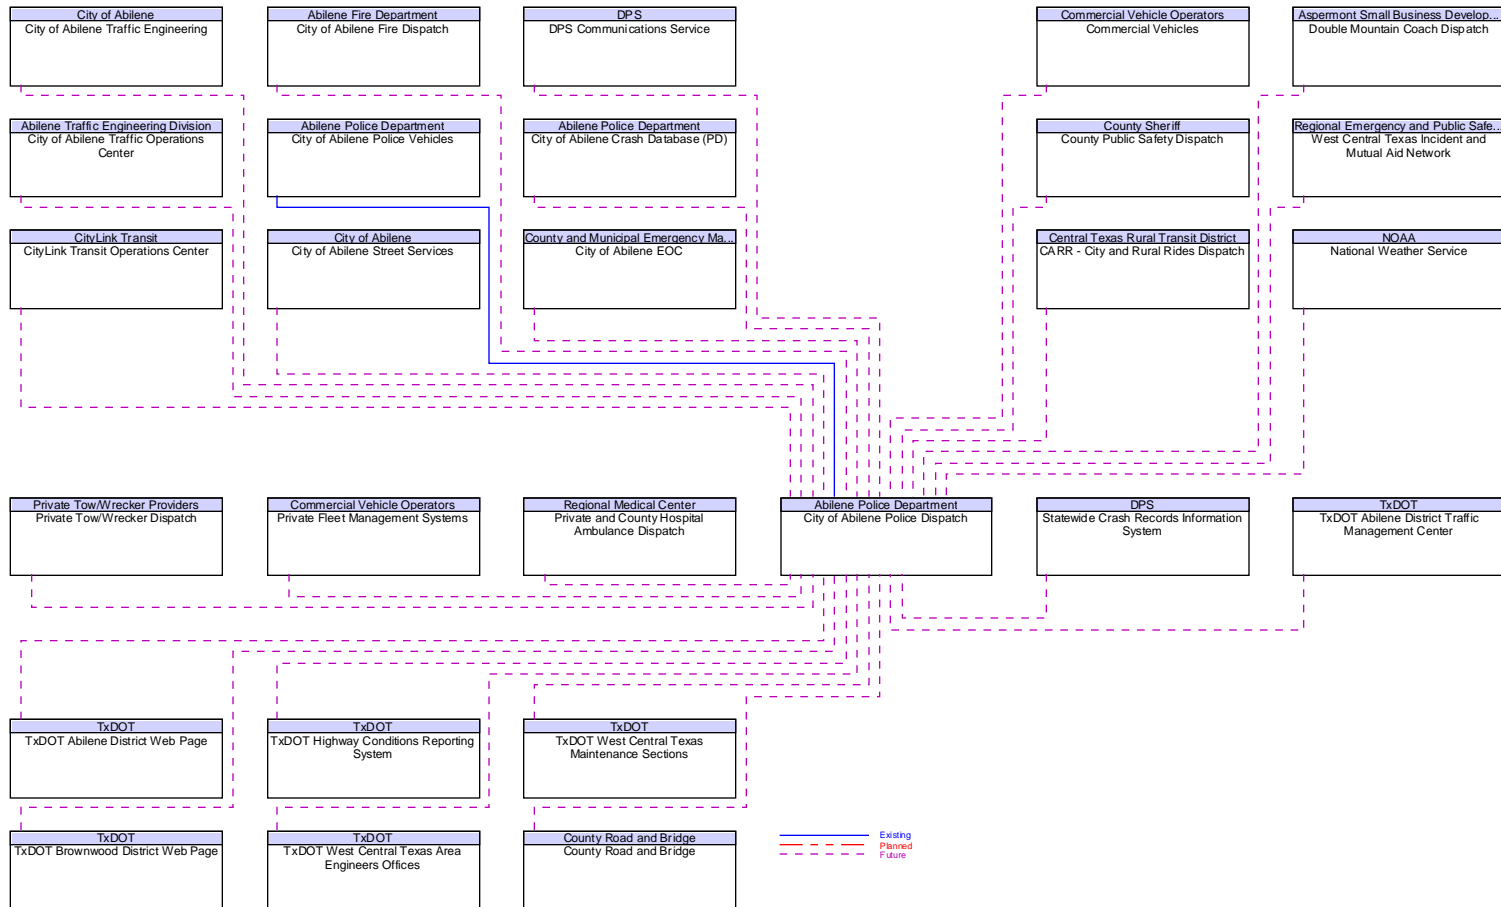 City of Abilene
City of Abilene Traffic Engineering
Abilene Fire Department
City of Abilene Fire Dispatch
DPS
DPS Communications Service
Commercial Vehicle Operators
Commercial Vehicles
Aspermont Small Business Develop...
Double Mountain Coach Dispatch
Abilene Traffic Engineering Division
City of Abilene Traffic Operations
Center
Abilene Police Department
City of Abilene Police Vehicles
Abilene Police Department
City of Abilene Crash Database (PD)
County Sheriff
County Public Safety Dispatch
Regional Emergency and Public Safe...
West Central Texas Incident and
Mutual Aid Network
CityLink Transit
CityLink Transit Operations Center
City of Abilene
City of Abilene Street Services
County and Municipal Emergency Ma...
City of Abilene EOC
Central Texas Rural Transit District
CARR - City and Rural Rides Dispatch
NOAA
National Weather Service
Private Tow/Wrecker Providers
Private Tow/Wrecker Dispatch
Commercial Vehicle Operators
Private Fleet Management Systems
Regional Medical Center
Private and County Hospital
Ambulance Dispatch
Abilene Police Department
City of Abilene Police Dispatch
DPS
Statewide Crash Records Information
System
TxDOT
TxDOT Abilene District Traffic
Management Center
TxDOT
TxDOT Abilene District Web Page
TxDOT
TxDOT Highway Conditions Reporting
System
TxDOT
TxDOT West Central Texas
Maintenance Sections
TxDOT
TxDOT Brownwood District Web Page
TxDOT
TxDOT West Central Texas Area
Engineers Offices
County Road and Bridge
County Road and Bridge
Existing
Planned
Future